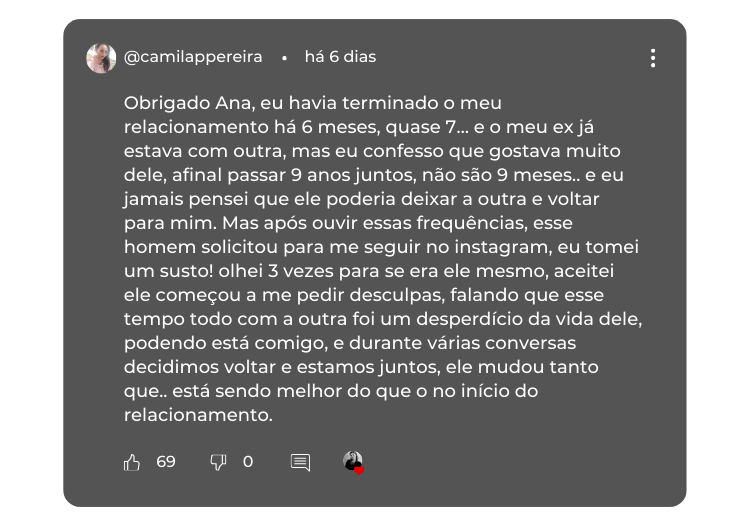 @camilappereira • há 6 dias
Obrigado Ana, eu havia terminado o meu
relacionamento há 6 meses, quase 7... e o meu ex já
estava com outra, mas eu confesso que gostava muito
dele, afinal passar 9 anos juntos, não são 9 meses.. e eu
jamais pensei que ele poderia deixar a outra e voltar
para mim. Mas após ouvir essas frequências, esse
homem solicitou para me seguir no instagram, eu tomei
um susto! olhei 3 vezes para se era ele mesmo, aceitei
ele começou a me pedir desculpas, falando que esse
tempo todo com a outra foi um desperdício da vida dele,
podendo está comigo, e durante várias conversas
decidimos voltar e estamos juntos, ele mudou tanto
que.. está sendo melhor do que o no início do
relacionamento.
69 0